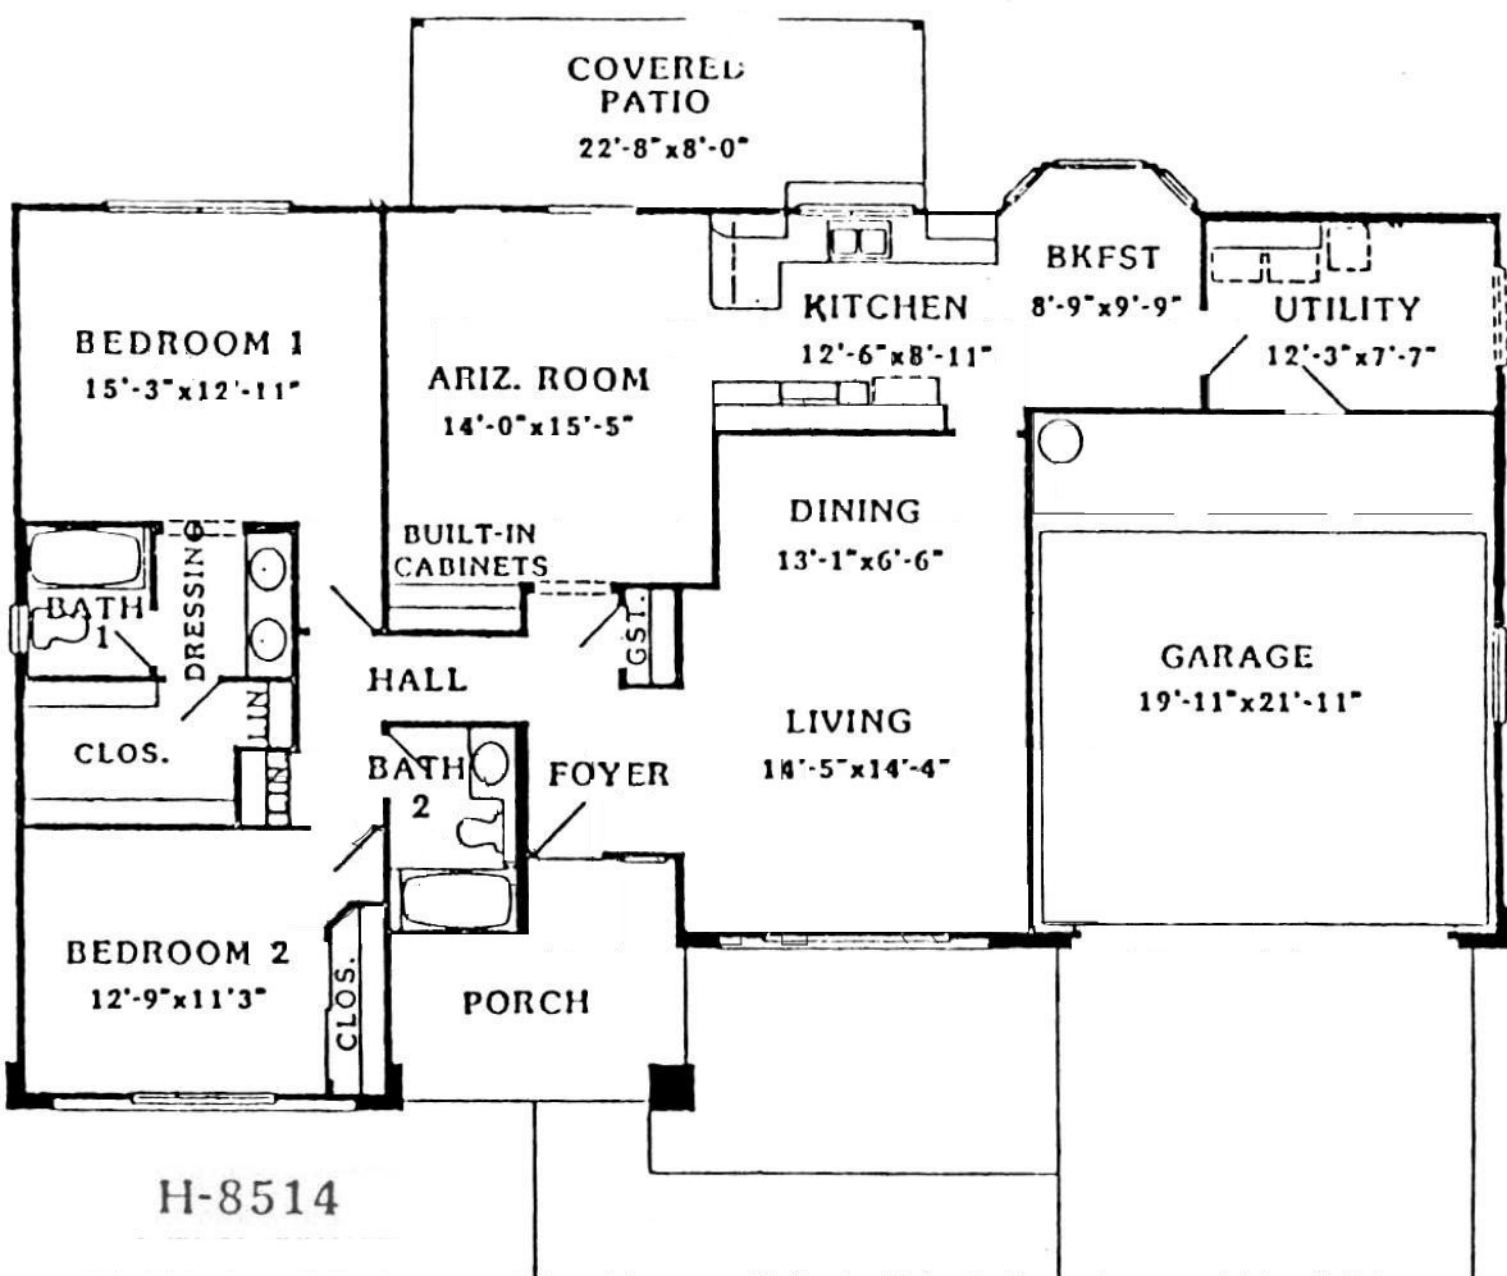 COVERED
PATIO
22'-8"x8'-0"
BEDROOM 1
15'-3"x12'-11"
ARIZ. ROOM
14'-0"x15'-5"
KITCHEN
12'-6"x8'-11"
BKFST
8'-9"x9'-9"
UTILITY
12'-3"x7'-7"
BUILT-IN
CABINETS
DINING
13'-1"x6'-6"
BATH
1
DRESSING
GST.
HALL
LIN
LIN
CLOS.
BATH
2
FOYER
LIVING
14'-5"x14'-4"
GARAGE
19'-11"x21'-11"
BEDROOM 2
12'-9"x11'3"
CLOS.
PORCH
H-8514